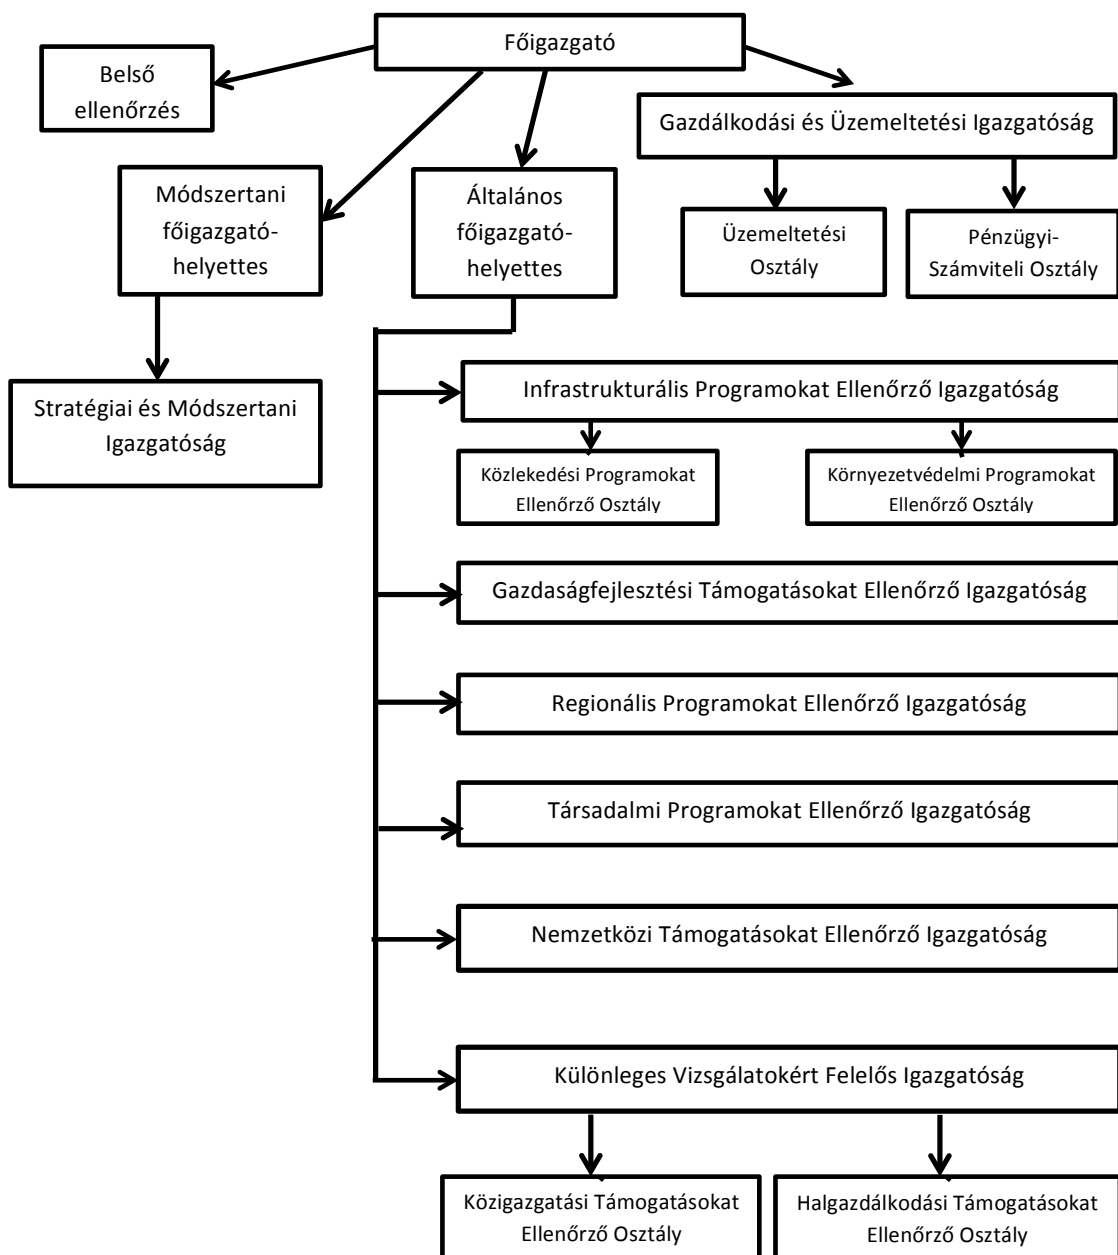 Főigazgató
Belső
ellenőrzés
Gazdálkodási és Üzemeltetési Igazgatóság
Módszertani
főigazgató-
helyettes
Általános
főigazgató-
helyettes
Üzemeltetési
Osztály
Pénzügyi-
Számviteli Osztály
Stratégiai és Módszertani
Igazgatóság
Infrastrukturális Programokat Ellenőrző Igazgatóság
Közlekedési Programokat
Ellenőrző Osztály
Környezetvédelmi Programokat
Ellenőrző Osztály
Gazdaságfejlesztési Támogatásokat Ellenőrző Igazgatóság
Regionális Programokat Ellenőrző Igazgatóság
Társadalmi Programokat Ellenőrző Igazgatóság
Nemzetközi Támogatásokat Ellenőrző Igazgatóság
Különleges Vizsgálatokért Felelős Igazgatóság
Közigazgatási Támogatásokat
Ellenőrző Osztály
Halgazdálkodási Támogatásokat
Ellenőrző Osztály